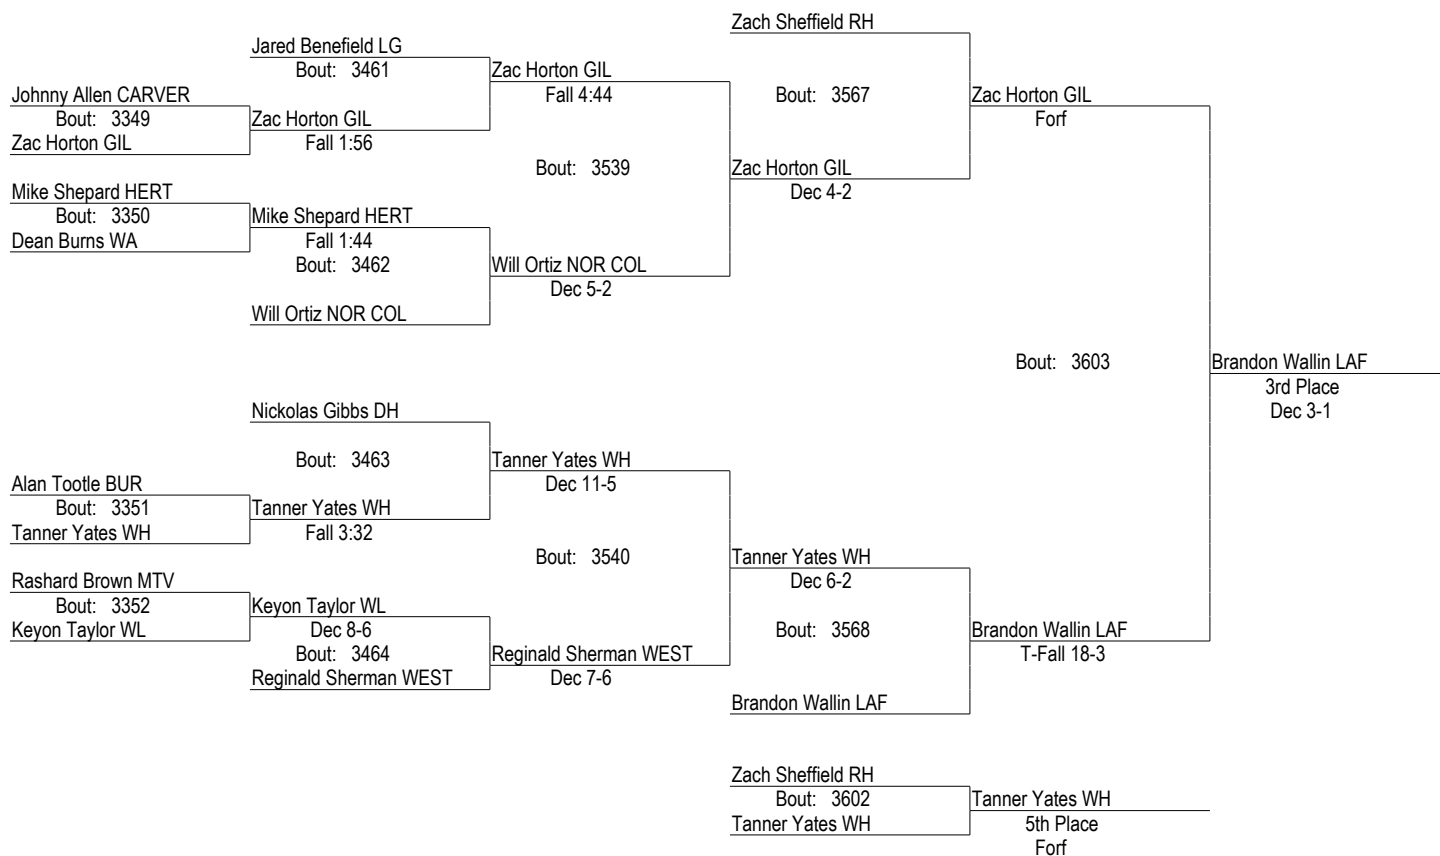 Zach Sheffield RH
Jared Benefield LG
Bout: 3461
Zac Horton GIL
Fall 4:44
Johnny Allen CARVER
Bout: 3349
Zac Horton GIL
Zac Horton GIL
Fall 1:56
Bout: 3567
Zac Horton GIL
Forf
Bout: 3539
Zac Horton GIL
Dec 4-2
Mike Shepard HERT
Bout: 3350
Dean Burns WA
Mike Shepard HERT
Fall 1:44
Bout: 3462
Will Ortiz NOR COL
Dec 5-2
Will Ortiz NOR COL
Bout: 3603
Brandon Wallin LAF
3rd Place
Dec 3-1
Nickolas Gibbs DH
Bout: 3463
Tanner Yates WH
Dec 11-5
Alan Tootle BUR
Bout: 3351
Tanner Yates WH
Tanner Yates WH
Fall 3:32
Bout: 3540
Tanner Yates WH
Dec 6-2
Rashard Brown MTV
Bout: 3352
Keyon Taylor WL
Keyon Taylor WL
Dec 8-6
Bout: 3464
Reginald Sherman WEST
Reginald Sherman WEST
Dec 7-6
Bout: 3568
Brandon Wallin LAF
T-Fall 18-3
Brandon Wallin LAF
Zach Sheffield RH
Bout: 3602
Tanner Yates WH
Tanner Yates WH
5th Place
Forf